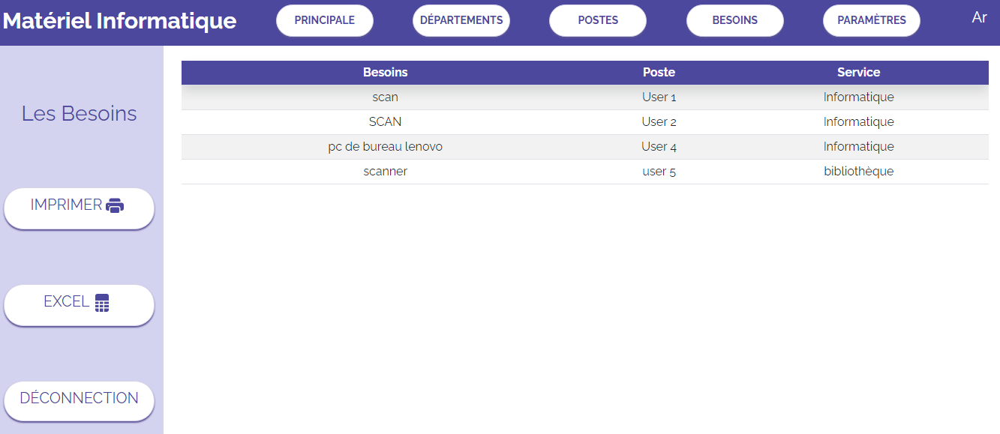 Matériel Informatique
PRINCIPALE
DÉPARTEMENTS
POSTES
BESOINS
PARAMÈTRES
Ar
Les Besoins
IMPRIMER
EXCEL
DÉCONNECTION
Besoins Poste Service
scan User 1 Informatique
SCAN User 2 Informatique
pc de bureau lenovo User 4 Informatique
scanner user 5 bibliothèque